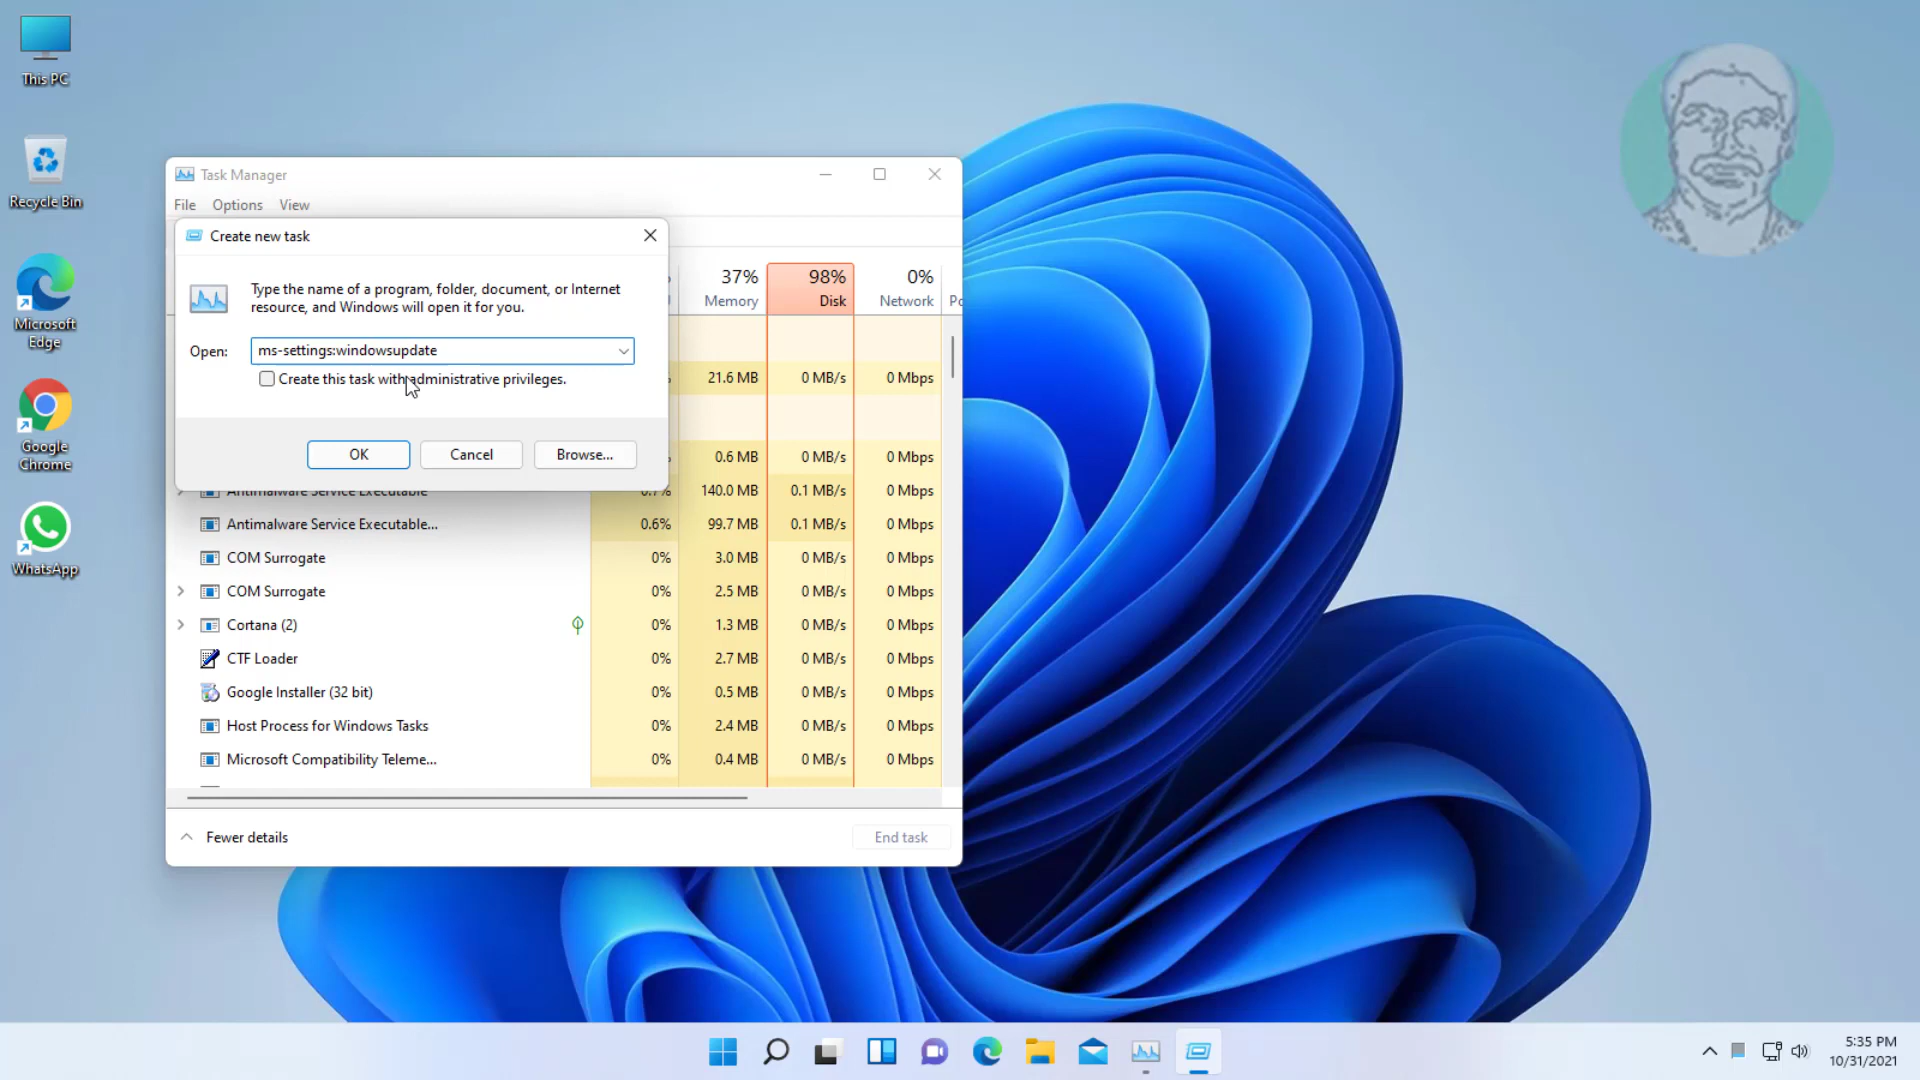 This PC
Recycle Bin
Microsoft
Edge
Google
Chrome
WhatsApp
Task Manager
File Options View
Create new task
Type the name of a program, folder, document, or Internet
resource, and Windows will open it for you.
Open: ms-settings:windowsupdate
Create this task with administrative privileges.
OK Cancel Browse...
37% 98% 0%
Memory Disk Network Po
21.6 MB 0 MB/s 0 Mbps
0.6 MB 0 MB/s 0 Mbps
Antimalware Service Executable 0.7% 140.0 MB 0.1 MB/s 0 Mbps
Antimalware Service Executable... 0.6% 99.7 MB 0.1 MB/s 0 Mbps
COM Surrogate 0% 3.0 MB 0 MB/s 0 Mbps
COM Surrogate 0% 2.5 MB 0 MB/s 0 Mbps
Cortana (2) 0% 1.3 MB 0 MB/s 0 Mbps
CTF Loader 0% 2.7 MB 0 MB/s 0 Mbps
Google Installer (32 bit) 0% 0.5 MB 0 MB/s 0 Mbps
Host Process for Windows Tasks 0% 2.4 MB 0 MB/s 0 Mbps
Microsoft Compatibility Teleme... 0% 0.4 MB 0 MB/s 0 Mbps
Fewer details
End task
5:35 PM
10/31/2021